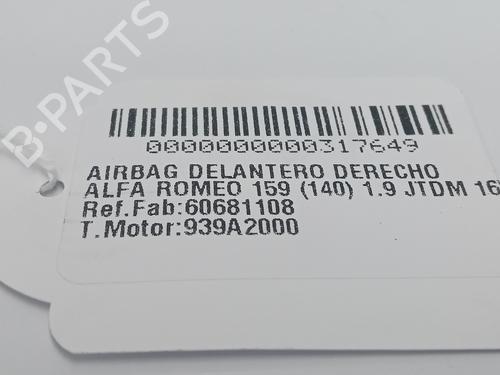 B-PARTS
0000000000317649
AIRBAG DELANTERO DERECHO
ALFA ROMEO 159 (140) 1.9 JTDM 16
Ref.Fab:60681108
T.Motor:939A2000